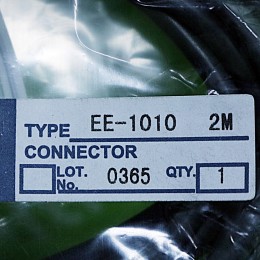 TYPE EE-1010 2M
CONNECTOR
LOT. No. 0365 QTY. 1